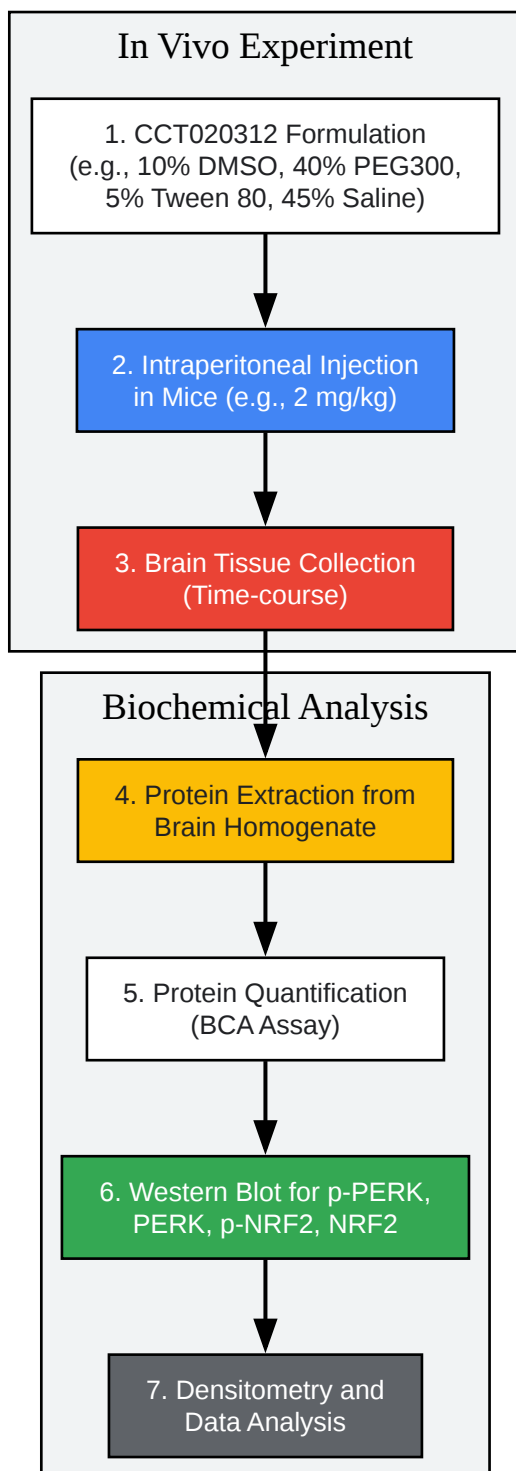 In Vivo Experiment
1. CCT020312 Formulation
(e.g., 10% DMSO, 40% PEG300,
5% Tween 80, 45% Saline)
2. Intraperitoneal Injection
in Mice (e.g., 2 mg/kg)
3. Brain Tissue Collection
(Time-course)
Biochemical Analysis
4. Protein Extraction from
Brain Homogenate
5. Protein Quantification
(BCA Assay)
6. Western Blot for p-PERK,
PERK, p-NRF2, NRF2
7. Densitometry and
Data Analysis